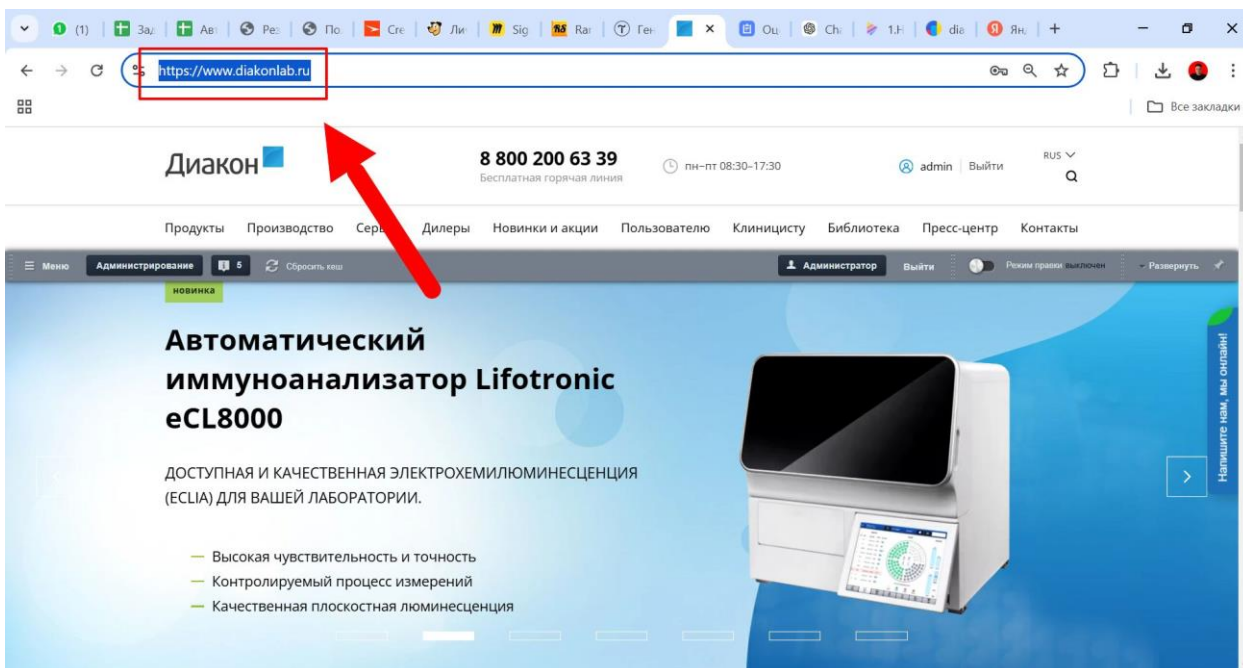 (1)
https://www.diakonlab.ru
Все закладки
Диакон
8 800 200 63 39
Бесплатная горячая линия
пн–пт 08:30–17:30
admin
Выйти
RUS
Продукты Производство Дилеры Новинки и акции Пользователю Клиницисту Библиотека Пресс-центр Контакты
Меню Администрирование 5 Сбросить кеш Администратор Выйти Режим правки выключен Развернуть
новинка
Автоматический
иммуноанализатор Lifotronic
eCL8000
ДОСТУПНАЯ И КАЧЕСТВЕННАЯ ЭЛЕКТРОХЕМИЛЮМИНЕСЦЕНЦИЯ
(ECLIA) ДЛЯ ВАШЕЙ ЛАБОРАТОРИИ.
— Высокая чувствительность и точность
— Контролируемый процесс измерений
— Качественная плоскостная люминесценция
Напишите нам, мы онлайн!